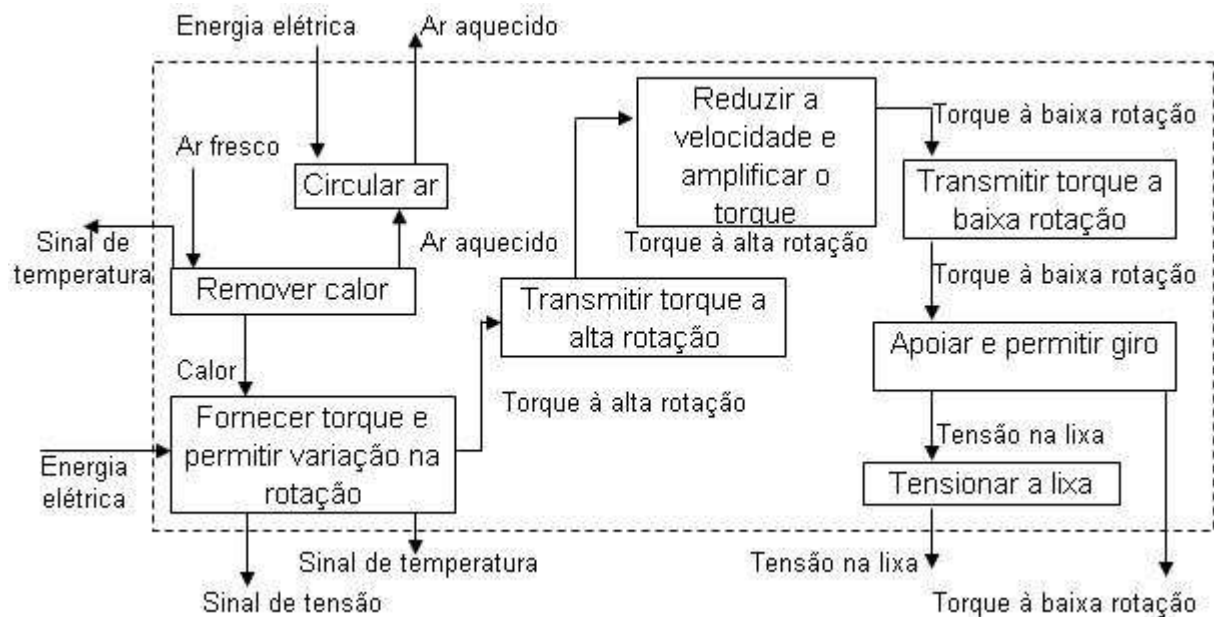 Energia elétrica
Ar aquecido
Ar fresco
Circular ar
Sinal de
temperatura
Ar aquecido
Remover calor
Calor
Fornecer torque e
permitir variação na
rotação
Energia
elétrica
Sinal de temperatura
Sinal de tensão
Torque à alta rotação
Transmitir torque a
alta rotação
Torque à alta rotação
Reduzir a
velocidade e
amplificar o
torque
Torque à baixa rotação
Transmitir torque a
baixa rotação
Torque à baixa rotação
Apoiar e permitir giro
Tensão na lixa
Tensionar a lixa
Tensão na lixa
Torque à baixa rotação